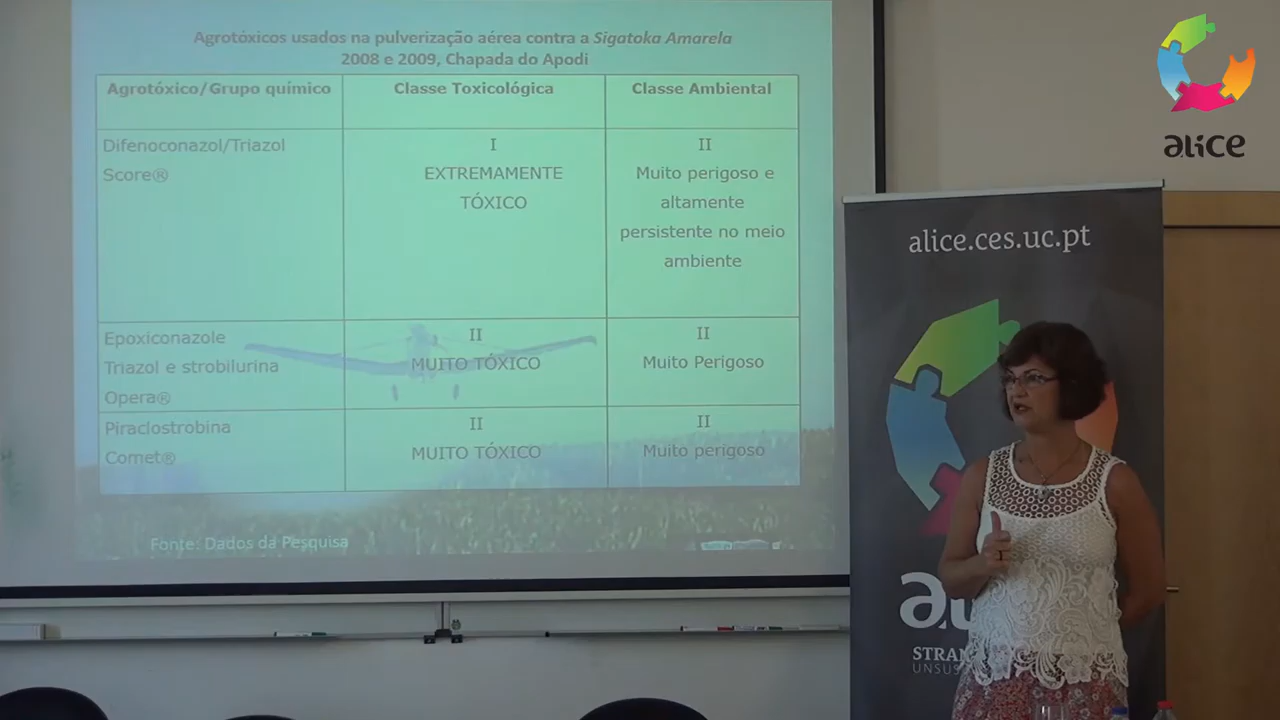 Agrotóxicos usados na pulverização aérea contra a Sigatoka Amarela
2008 e 2009, Chapada do Apodi
Agrotóxico/Grupo químico
Classe Toxicológica
Classe Ambiental
Difenoconazol/Triazol
Score®
I
EXTREMAMENTE
TÓXICO
II
Muito perigoso e
altamente
persistente no meio
ambiente
Epoxiconazole
Triazol e strobilurina
Opera®
II
MUITO TÓXICO
II
Muito Perigoso
Piraclostrobina
Comet®
II
MUITO TÓXICO
II
Muito perigoso
Fonte: Dados da Pesquisa
alice
alice.ces.uc.pt